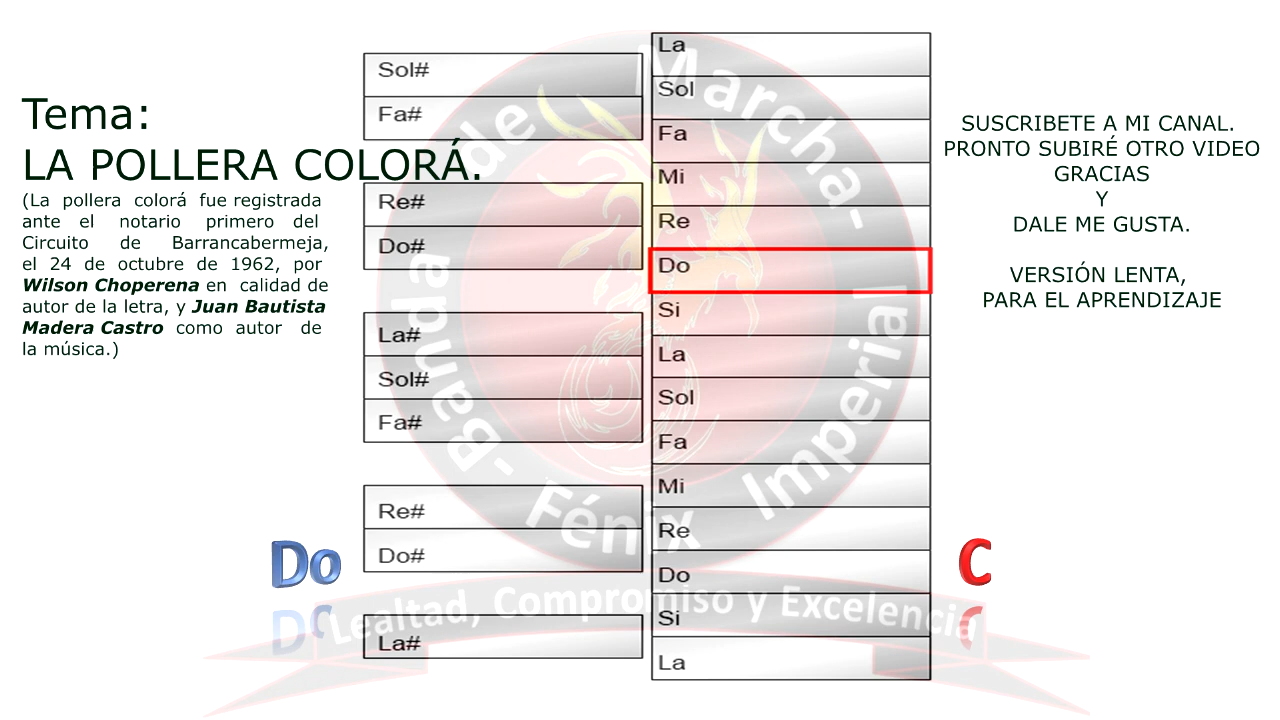 Tema:
LA POLLERA COLORÁ.
(La pollera colorá fue registrada
ante el notario primero del
Circuito de Barrancabermeja,
el 24 de octubre de 1962, por
Wilson Choperena en calidad de
autor de la letra, y Juan Bautista
Madera Castro como autor de
la música.)
Sol#
Fa#
Re#
Do#
La#
Sol#
Fa#
Re#
Do#
La#
La
Sol
Fa
Mi
Re
Do
Si
La
Sol
Fa
Mi
Re
Do
Si
La
SUSCRIBETE A MI CANAL.
PRONTO SUBIRÉ OTRO VIDEO
GRACIAS
Y
DALE ME GUSTA.
VERSIÓN LENTA,
PARA EL APRENDIZAJE
Do
C
-Banda de Marcha-
Fénix Imperial
Lealtad, Compromiso y Excelencia